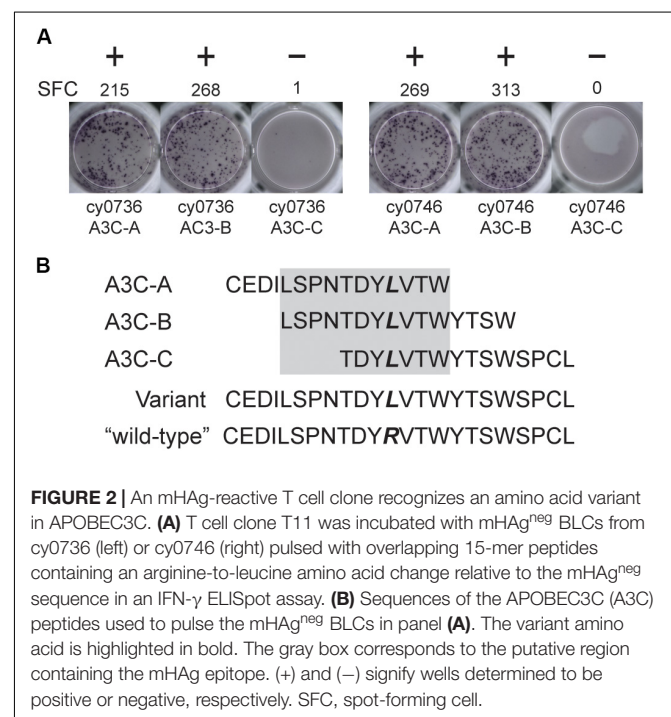 A
+ + − + + −
SFC 215 268 1 269 313 0
cy0736 cy0736 cy0736 cy0746 cy0746 cy0746
A3C-A AC3-B A3C-C A3C-A A3C-B A3C-C
B
A3C-A CEDILSPNTDYLVTW
A3C-B LSPNTDYLVTWYTSW
A3C-C TDYLVTWYTSWSPCL
Variant CEDILSPNTDYLVTWYTSWSPCL
“wild-type” CEDILSPNTDYRVTWYTSWSPCL
FIGURE 2 | An mHAg-reactive T cell clone recognizes an amino acid variant
in APOBEC3C. (A) T cell clone T11 was incubated with mHAgneg BLCs from
cy0736 (left) or cy0746 (right) pulsed with overlapping 15-mer peptides
containing an arginine-to-leucine amino acid change relative to the mHAgneg
sequence in an IFN-γ ELISpot assay. (B) Sequences of the APOBEC3C (A3C)
peptides used to pulse the mHAgneg BLCs in panel (A). The variant amino
acid is highlighted in bold. The gray box corresponds to the putative region
containing the mHAg epitope. (+) and (−) signify wells determined to be
positive or negative, respectively. SFC, spot-forming cell.